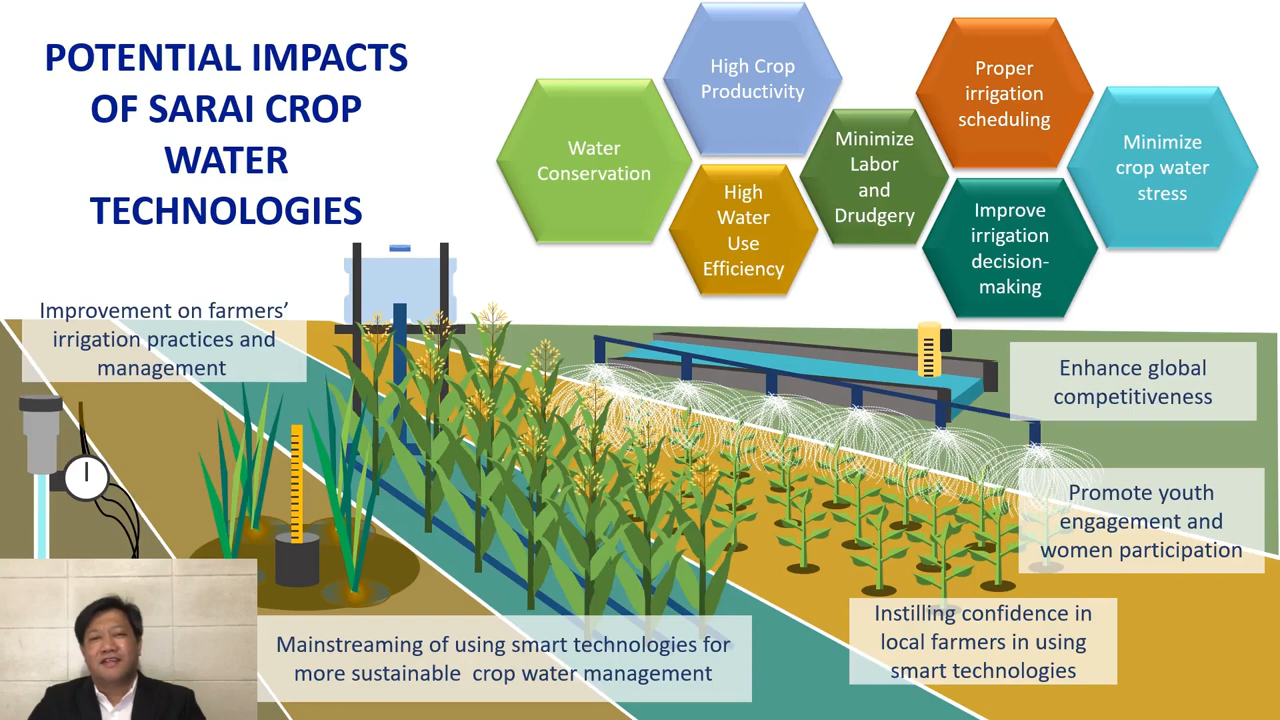 POTENTIAL IMPACTS
OF SARAI CROP
WATER
TECHNOLOGIES
Water
Conservation
High Crop
Productivity
High
Water
Use
Efficiency
Minimize
Labor
and
Drudgery
Proper
irrigation
scheduling
Improve
irrigation
decision-
making
Minimize
crop water
stress
Improvement on farmers’
irrigation practices and
management
Enhance global
competitiveness
Promote youth
engagement and
women participation
Instilling confidence in
local farmers in using
smart technologies
Mainstreaming of using smart technologies for
more sustainable crop water management